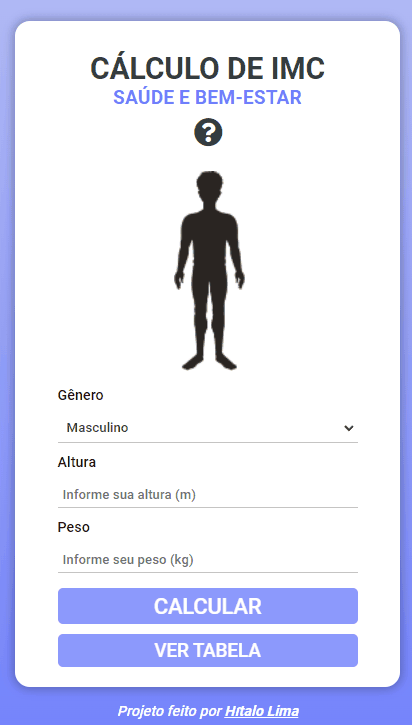 CÁLCULO DE IMC
SAÚDE E BEM-ESTAR
?
Gênero
Masculino
Altura
Informe sua altura (m)
Peso
Informe seu peso (kg)
CALCULAR
VER TABELA
Projeto feito por Hítalo Lima